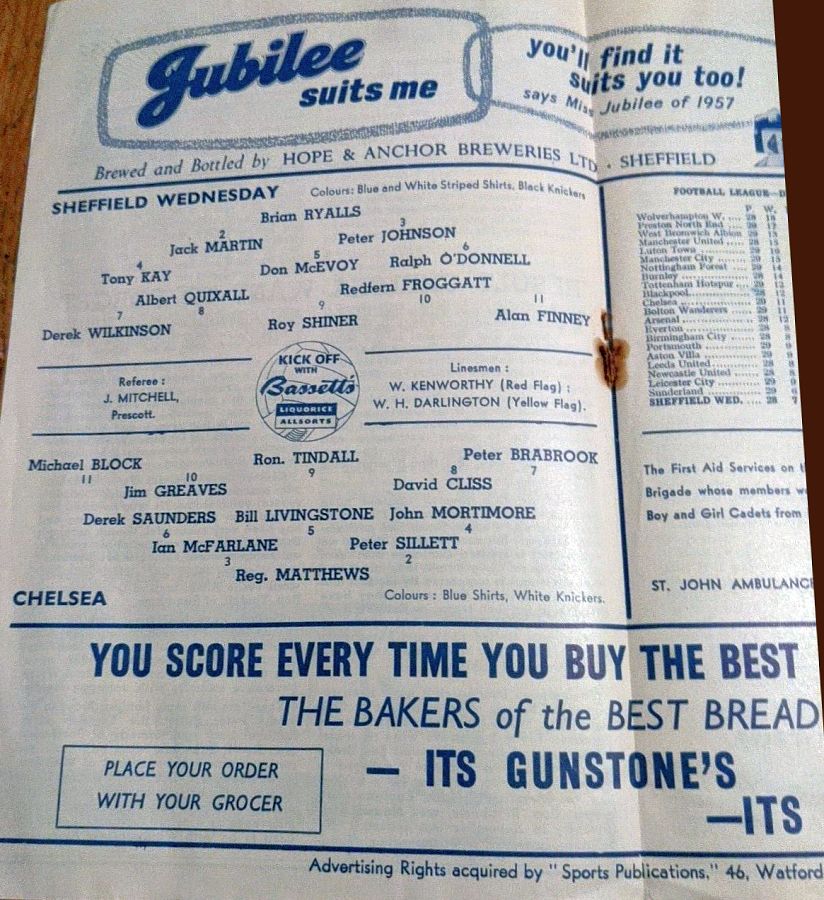 Jubilee
suits me
you'll find it
suits you too!
says Miss Jubilee of 1957
Brewed and Bottled by HOPE & ANCHOR BREWERIES LTD., SHEFFIELD
SHEFFIELD WEDNESDAY Colours: Blue and White Striped Shirts, Black Knickers
Brian RYALLS
2 3
Jack MARTIN Peter JOHNSON
4 5 6
Tony KAY Don McEVOY Ralph O'DONNELL
Albert QUIXALL Redfern FROGGATT
7 8 9 10 11
Derek WILKINSON Roy SHINER Alan FINNEY
Referee :
J. MITCHELL,
Prescott.
KICK OFF
WITH
Bassett's
LIQUORICE
ALLSORTS
Linesmen :
W. KENWORTHY (Red Flag) ;
W. H. DARLINGTON (Yellow Flag).
Michael BLOCK Ron. TINDALL Peter BRABROOK
11 10 9 8 7
Jim GREAVES David CLISS
Derek SAUNDERS Bill LIVINGSTONE John MORTIMORE
6 5 4
Ian McFARLANE Peter SILLETT
3 2
Reg. MATTHEWS
CHELSEA Colours : Blue Shirts, White Knickers.
FOOTBALL LEAGUE—D
P. W.
Wolverhampton W. .... 28
Preston North End
West Bromwich Albion
Manchester United
Luton Town
Manchester City
Nottingham Forest
Burnley
Tottenham Hotspur
Blackpool
Chelsea
Bolton Wanderers
Arsenal
Everton
Birmingham City
Portsmouth
Aston Villa
Leeds United
Newcastle United
Leicester City
Sunderland
SHEFFIELD WED. .... 28 7
The First Aid Services on
Brigade whose members
Boy and Girl Cadets from
ST. JOHN AMBULANC
YOU SCORE EVERY TIME YOU BUY THE BEST
THE BAKERS of the BEST BREAD
PLACE YOUR ORDER
WITH YOUR GROCER
— ITS GUNSTONE'S
—ITS
Advertising Rights acquired by "Sports Publications," 46, Watford